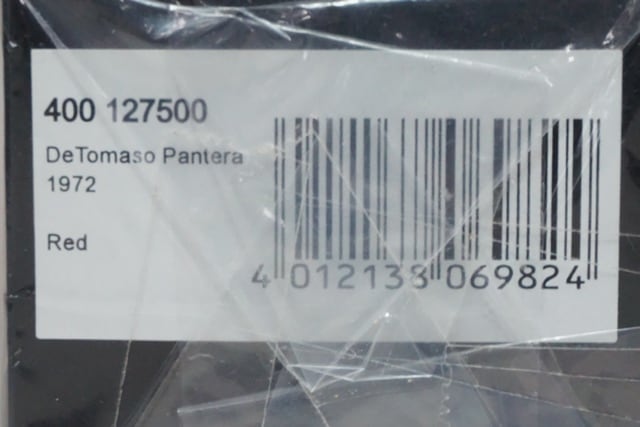 400 127500
DeTomaso Pantera
1972
Red
4 012138 069824